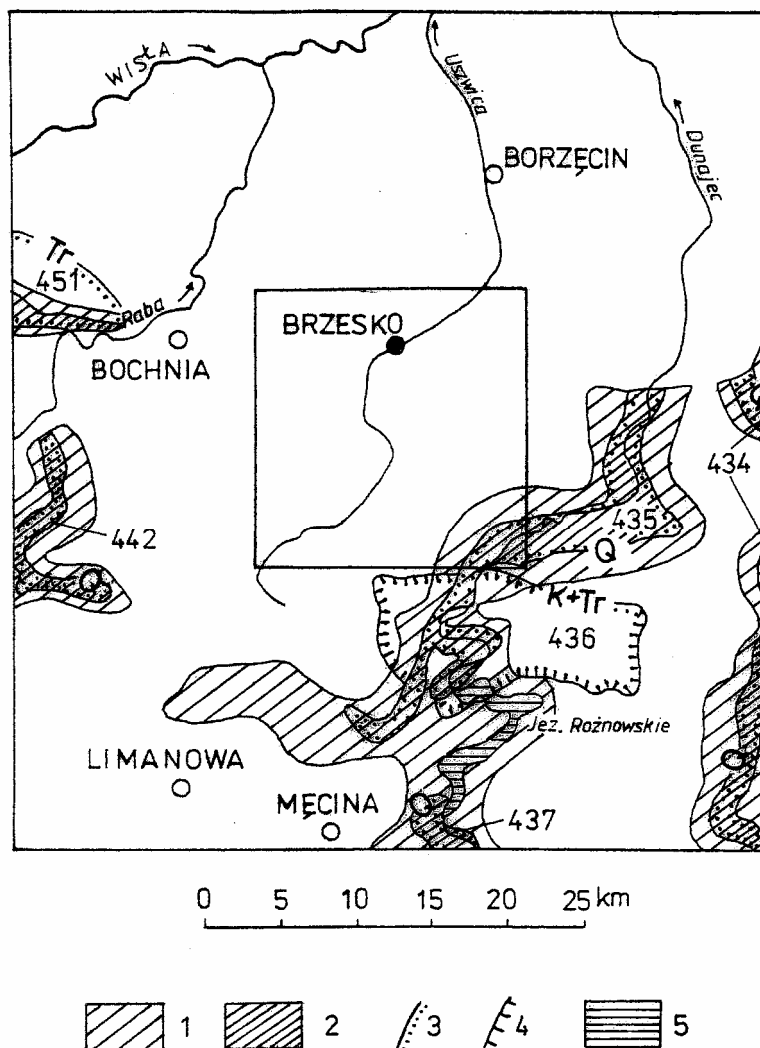 WISŁA
Uszwica
BORZĘCIN
Dunajec
Tr
451
Raba
BRZESKO
BOCHNIA
Q
434
442
435
Q
Q
K+Tr
436
Jez. Rożnowskie
LIMANOWA
Q
Q
MĘCINA
437
0 5 10 15 20 25 km
1 2 3 4 5